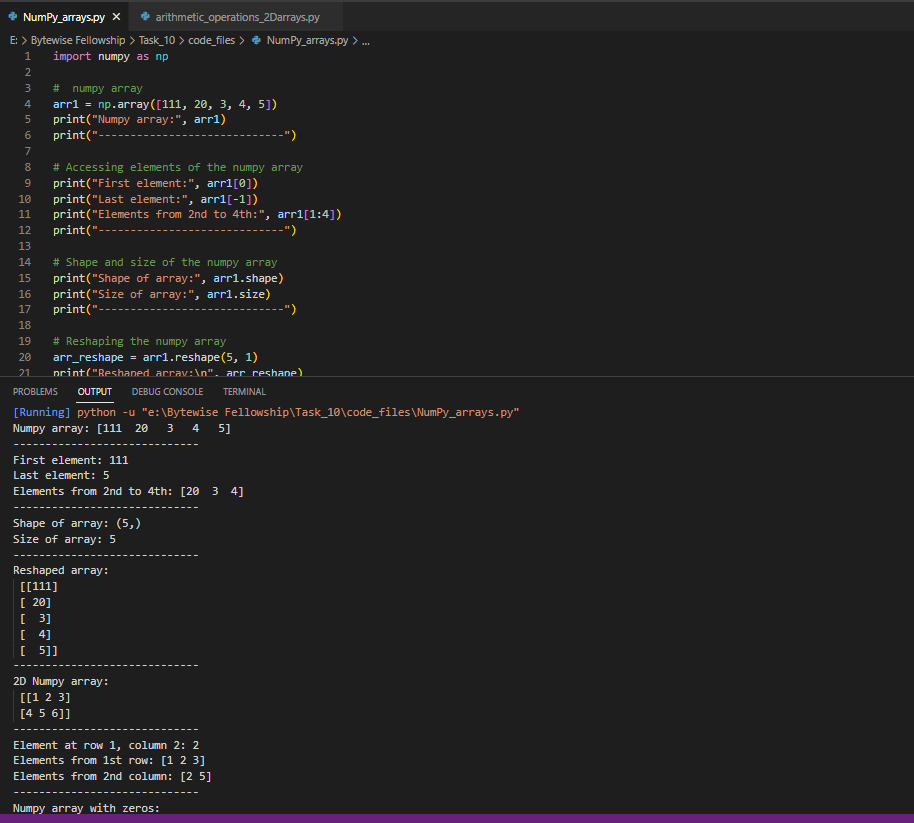 NumPy_arrays.py × arithmetic_operations_2Darrays.py
E: > Bytewise Fellowship > Task_10 > code_files > NumPy_arrays.py > ...
1 import numpy as np
2
3 #  numpy array
4 arr1 = np.array([111, 20, 3, 4, 5])
5 print("Numpy array:", arr1)
6 print("-----------------------------")
7
8 # Accessing elements of the numpy array
9 print("First element:", arr1[0])
10 print("Last element:", arr1[-1])
11 print("Elements from 2nd to 4th:", arr1[1:4])
12 print("-----------------------------")
13
14 # Shape and size of the numpy array
15 print("Shape of array:", arr1.shape)
16 print("Size of array:", arr1.size)
17 print("-----------------------------")
18
19 # Reshaping the numpy array
20 arr_reshape = arr1.reshape(5, 1)
21 print("Reshaped array:\n", arr_reshape)
PROBLEMS OUTPUT DEBUG CONSOLE TERMINAL
[Running] python -u "e:\Bytewise Fellowship\Task_10\code_files\NumPy_arrays.py"
Numpy array: [111  20   3   4   5]
-----------------------------
First element: 111
Last element: 5
Elements from 2nd to 4th: [20  3  4]
-----------------------------
Shape of array: (5,)
Size of array: 5
-----------------------------
Reshaped array:
 [[111]
 [ 20]
 [  3]
 [  4]
 [  5]]
-----------------------------
2D Numpy array:
 [[1 2 3]
 [4 5 6]]
-----------------------------
Element at row 1, column 2: 2
Elements from 1st row: [1 2 3]
Elements from 2nd column: [2 5]
-----------------------------
Numpy array with zeros: